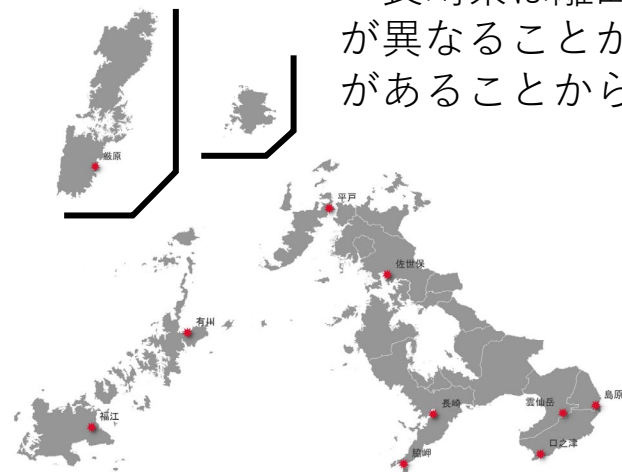 が異なることか
があることから
厳原
平戸
佐世保
有川
福江
長崎
雲仙岳
島原
口之津
脇岬